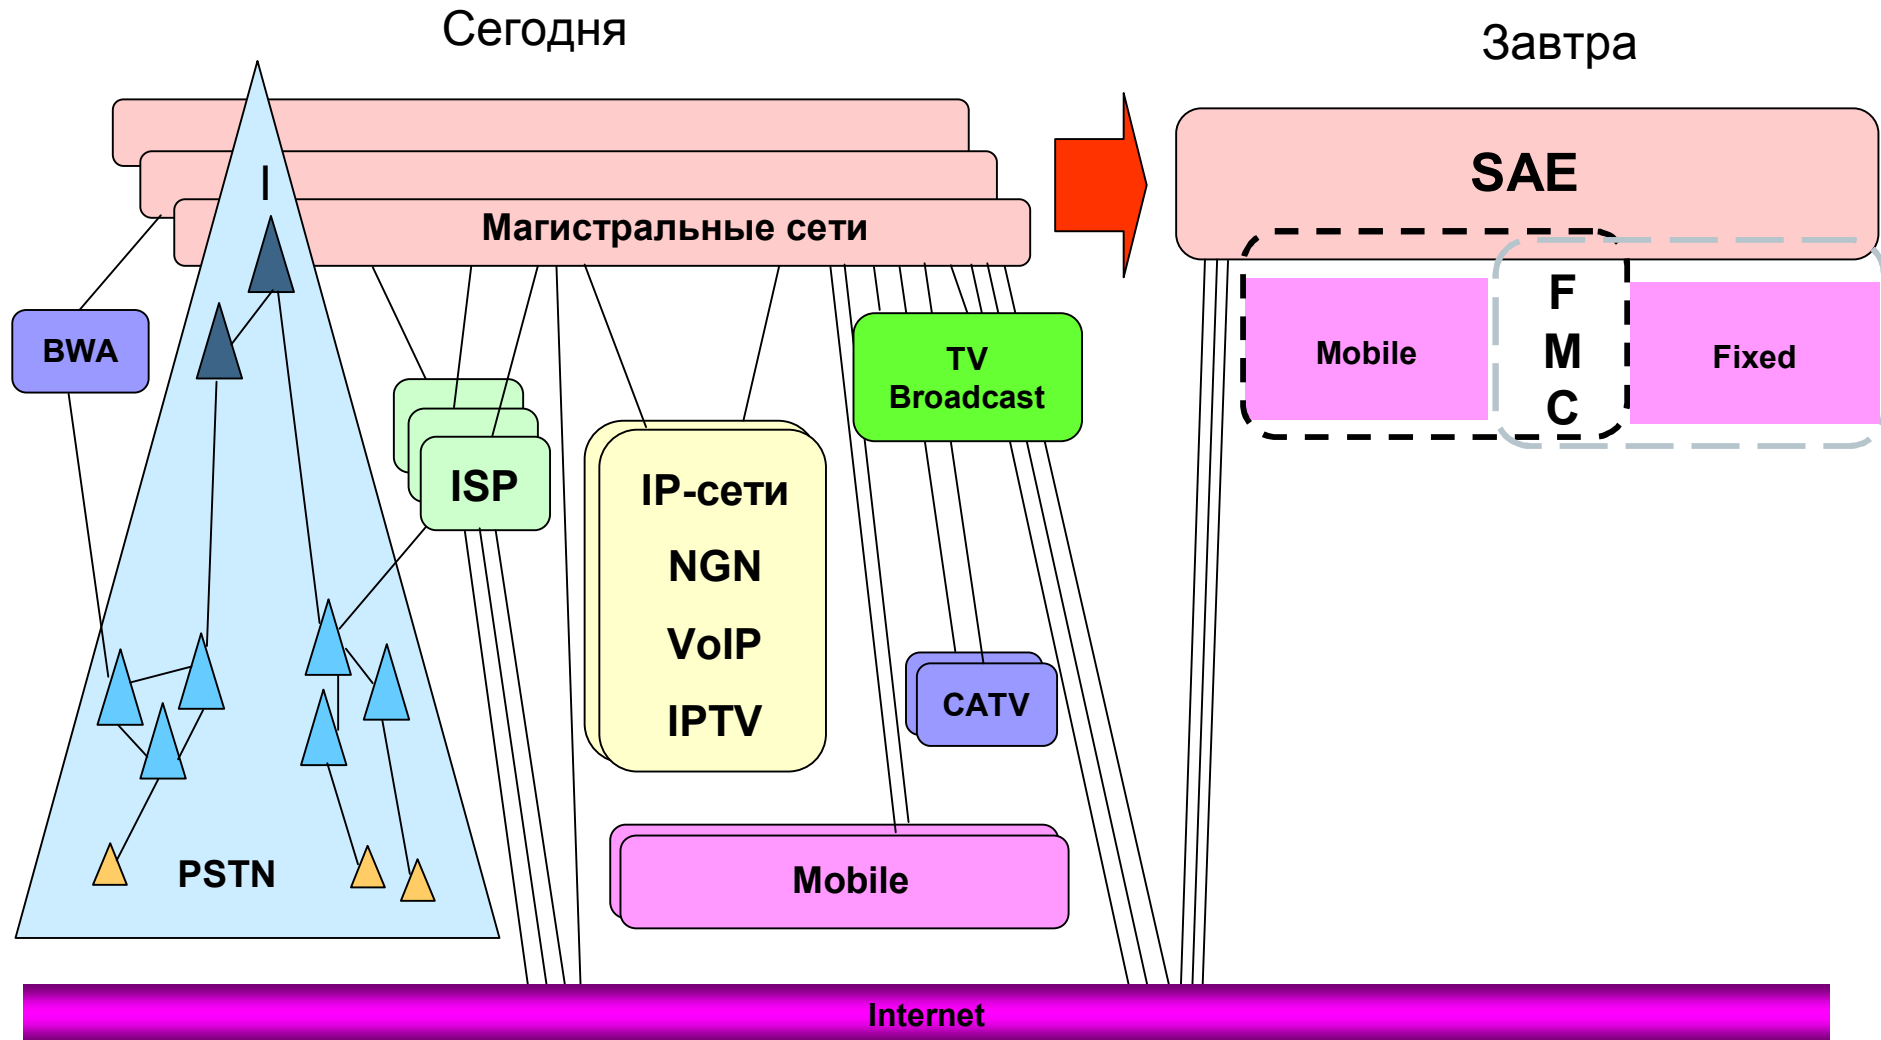 Сегодня
Завтра
I
Магистральные сети
SAE
BWA
TV
Broadcast
F
M
C
Mobile
Fixed
ISP
IP-сети
NGN
VoIP
IPTV
CATV
PSTN
Mobile
Internet